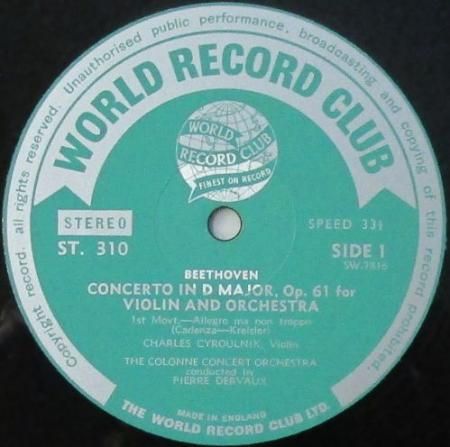 Copyright record. all rights reserved. Unauthorised public performance, broadcasting and copying of this record prohibited.
WORLD RECORD CLUB
WORLD
RECORD CLUB
FINEST ON RECORD
STEREO
ST. 310
SPEED 33⅓
SIDE 1
BEETHOVEN
CONCERTO IN D MAJOR, Op. 61 for
VIOLIN AND ORCHESTRA
1st Movt.—Allegro ma non troppo
(Cadenza—Kreisler)
CHARLES CYROULNIK, Violin
THE COLONNE CONCERT ORCHESTRA
conducted by
PIERRE DERVAUX
MADE IN ENGLAND
THE WORLD RECORD CLUB LTD.